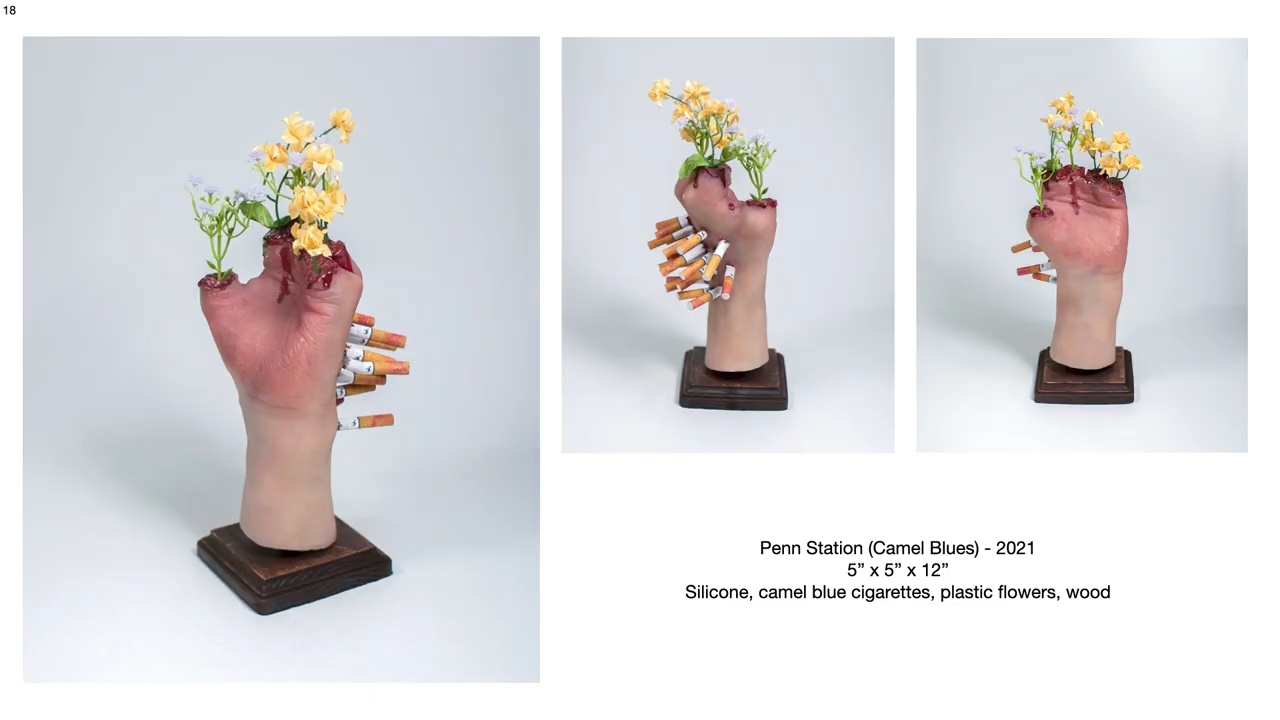 18
Penn Station (Camel Blues) - 2021
5” x 5” x 12”
Silicone, camel blue cigarettes, plastic flowers, wood